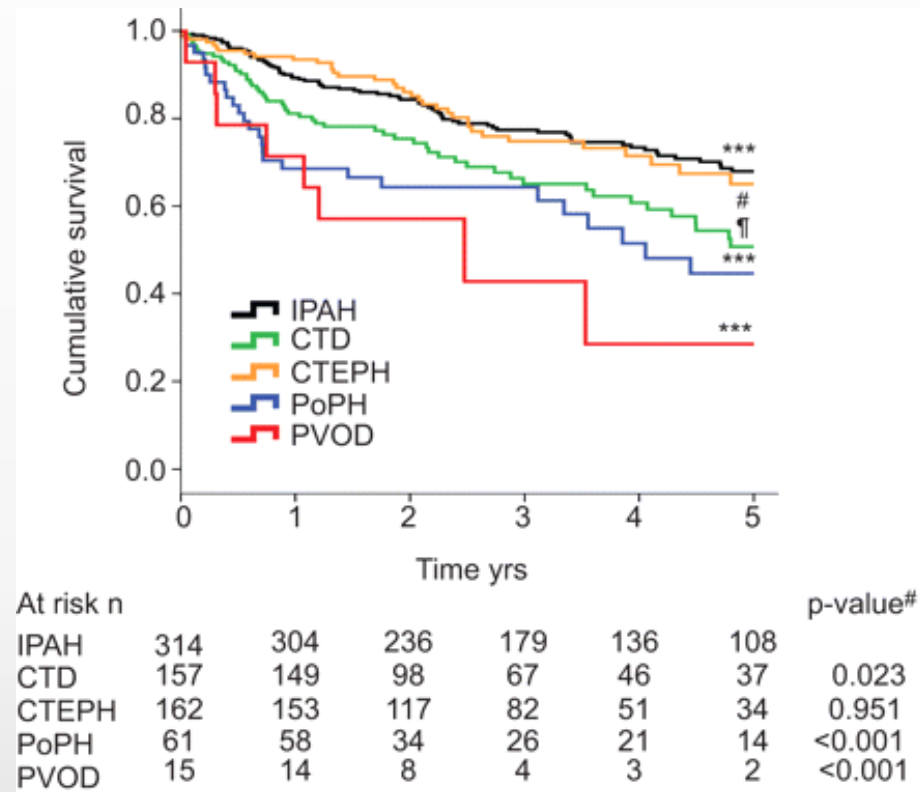 1.0
0.8
0.6
0.4
0.2
0.0
Cumulative survival
***
#
¶
***
***
IPAH
CTD
CTEPH
PoPH
PVOD
0 1 2 3 4 5
Time yrs
At risk n p-value#
IPAH 314 304 236 179 136 108
CTD 157 149 98 67 46 37 0.023
CTEPH 162 153 117 82 51 34 0.951
PoPH 61 58 34 26 21 14 <0.001
PVOD 15 14 8 4 3 2 <0.001